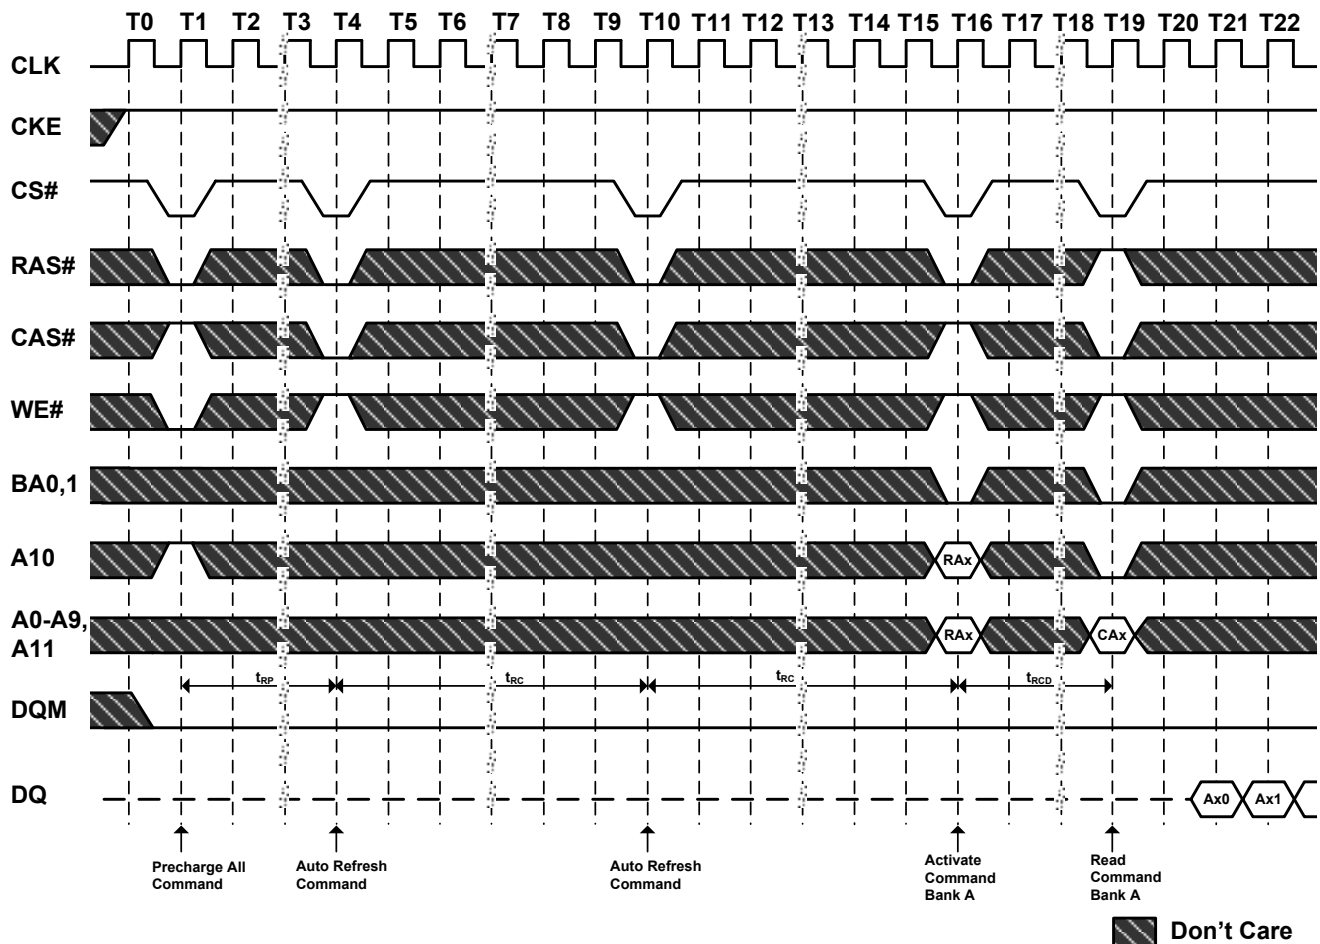 T0 T1 T2 T3 T4 T5 T6 T7 T8 T9 T10 T11 T12 T13 T14 T15 T16 T17 T18 T19 T20 T21 T22
CLK
CKE
CS#
RAS#
CAS#
WE#
BA0,1
A10
RAx
A0-A9,
A11
RAx CAx
tRP tRC tRC tRCD
DQM
DQ
Ax0 Ax1
Precharge All
Command
Auto Refresh
Command
Auto Refresh
Command
Activate
Command
Bank A
Read
Command
Bank A
Don't Care